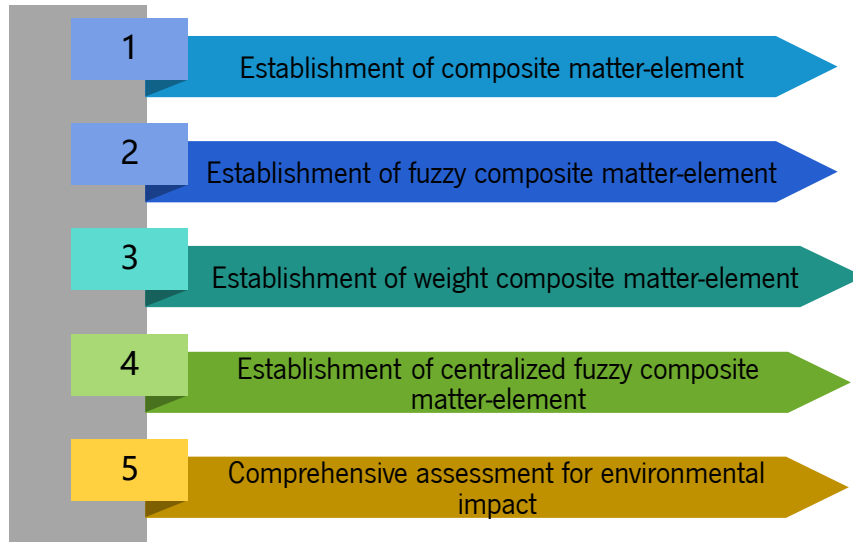 1
Establishment of composite matter-element
2
Establishment of fuzzy composite matter-element
3
Establishment of weight composite matter-element
4
Establishment of centralized fuzzy composite
matter-element
5
Comprehensive assessment for environmental
impact